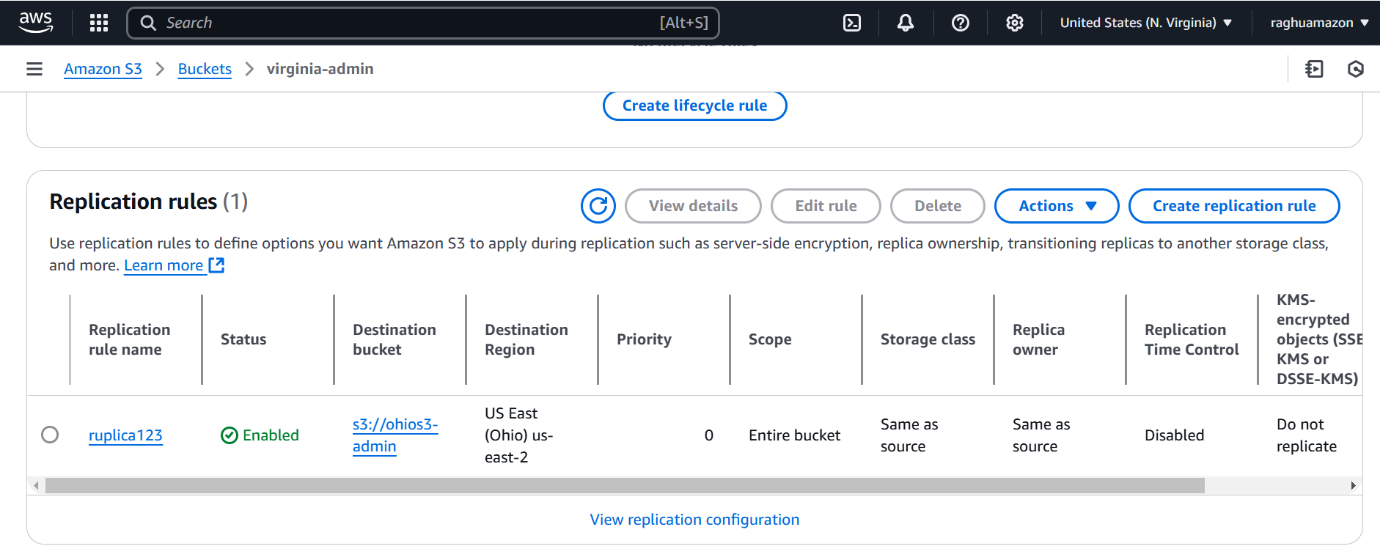 aws
Search [Alt+S] United States (N. Virginia) raghuamazon
Amazon S3 Buckets virginia-admin
Create lifecycle rule
Replication rules (1) View details Edit rule Delete Actions Create replication rule
Use replication rules to define options you want Amazon S3 to apply during replication such as server-side encryption, replica ownership, transitioning replicas to another storage class,
and more. Learn more
Replication
rule name
Status
Destination
bucket
Destination
Region
Priority
Scope
Storage class
Replica
owner
Replication
Time Control
KMS-
encrypted
objects (SSE
KMS or
DSSE-KMS)
ruplica123
Enabled
s3://ohios3-
admin
US East
(Ohio) us-
east-2
0
Entire bucket
Same as
source
Same as
source
Disabled
Do not
replicate
View replication configuration